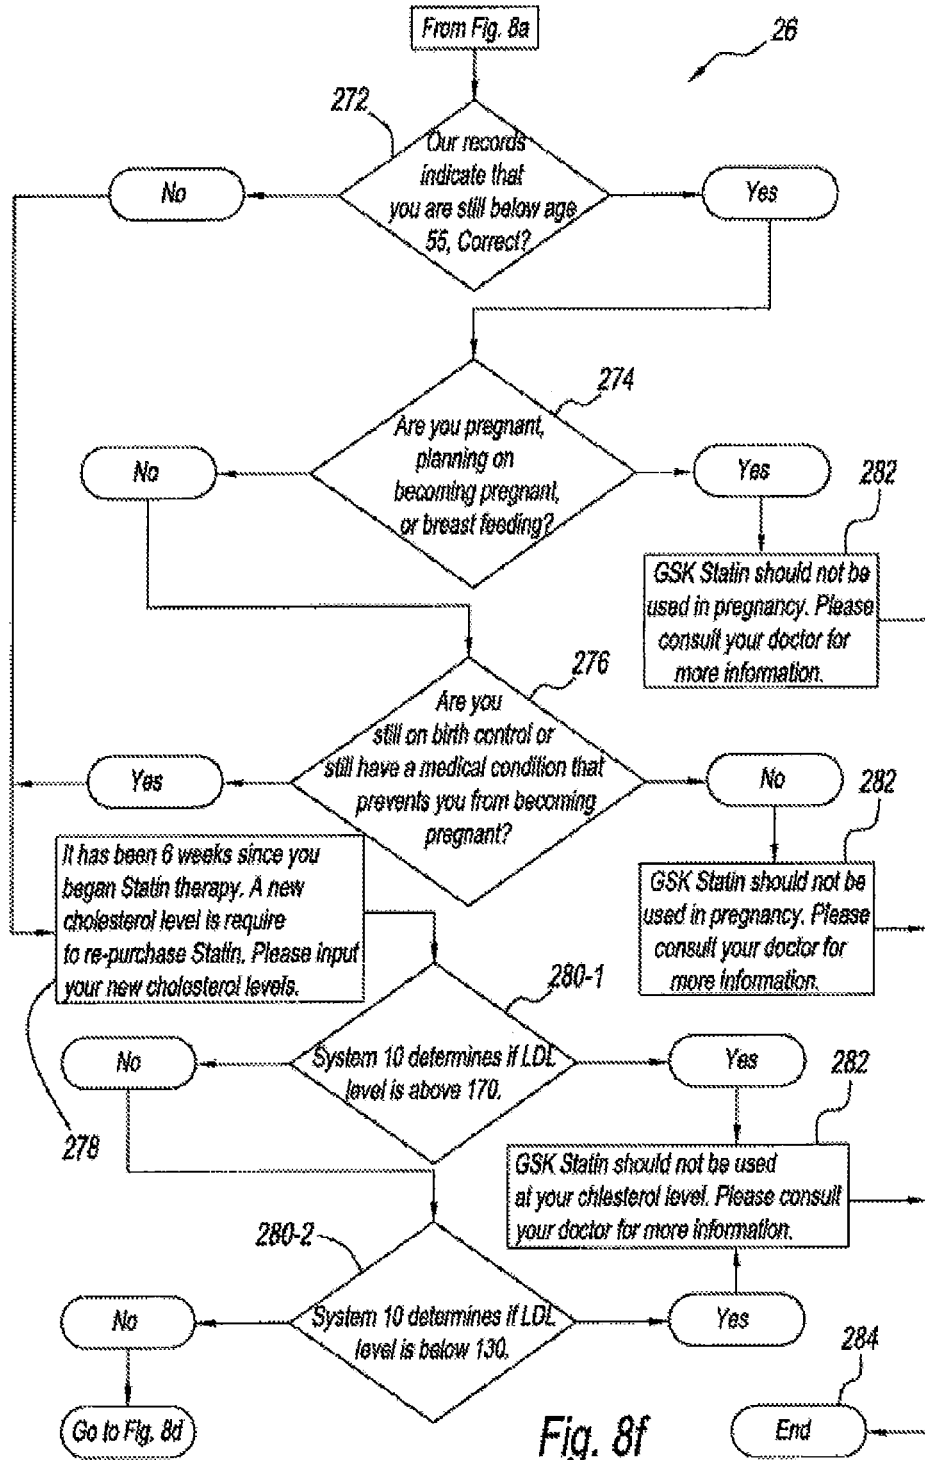 From Fig. 8a
26
272
Our records
indicate that
you are still below age
55, Correct?
No
Yes
274
Are you pregnant,
planning on
becoming pregnant,
or breast feeding?
No
Yes
282
GSK Statin should not be
used in pregnancy. Please
consult your doctor for
more information.
276
Are you
still on birth control or
still have a medical condition that
prevents you from becoming
pregnant?
Yes
No
282
GSK Statin should not be
used in pregnancy. Please
consult your doctor for
more information.
It has been 6 weeks since you
began Statin therapy. A new
cholesterol level is require
to re-purchase Statin. Please input
your new cholesterol levels.
278
280-1
System 10 determines if LDL
level is above 170.
No
Yes
282
GSK Statin should not be used
at your chlesterol level. Please consult
your doctor for more information.
280-2
System 10 determines if LDL
level is below 130.
No
Yes
Go to Fig. 8d
284
End
Fig. 8f